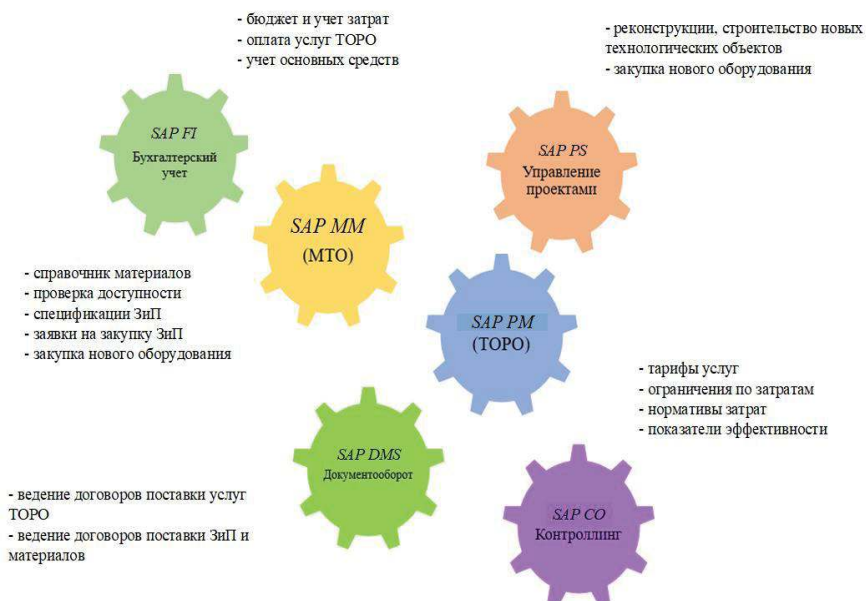 - бюджет и учет затрат
- оплата услуг ТОРО
- учет основных средств
- реконструкции, строительство новых
технологических объектов
- закупка нового оборудования
SAP FI
Бухгалтерский
учет
SAP PS
Управление
проектами
SAP MM
(МТО)
- справочник материалов
- проверка доступности
- спецификации ЗиП
- заявки на закупку ЗиП
- закупка нового оборудования
SAP PM
(ТОРО)
- тарифы услуг
- ограничения по затратам
- нормативы затрат
- показатели эффективности
SAP DMS
Документооборот
- ведение договоров поставки услуг
ТОРО
- ведение договоров поставки ЗиП и
материалов
SAP CO
Контроллинг